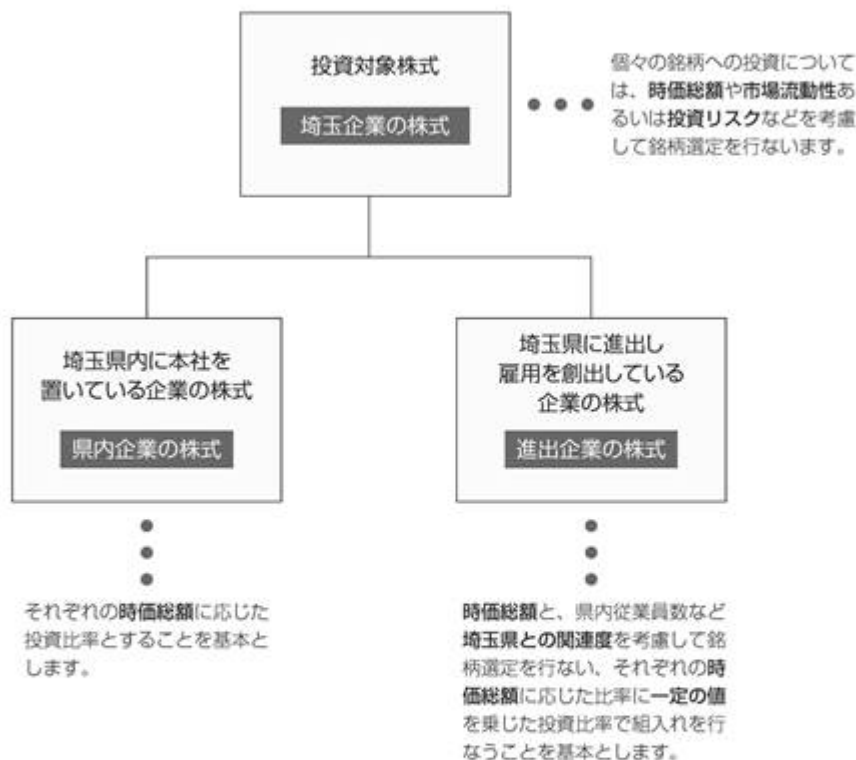 投資対象株式
埼玉企業の株式
個々の銘柄への投資について
は、時価総額や市場流動性あ
るいは投資リスクなどを考慮
して銘柄選定を行ないます。
埼玉県内に本社を
置いている企業の株式
県内企業の株式
埼玉県に進出し
雇用を創出している
企業の株式
進出企業の株式
それぞれの時価総額に応じた
投資比率とすることを基本と
します。
時価総額と、県内従業員数など
埼玉県との関連度を考慮して銘
柄選定を行ない、それぞれの時
価総額に応じた比率に一定の値
を乗じた投資比率で組入れを行
なうことを基本とします。